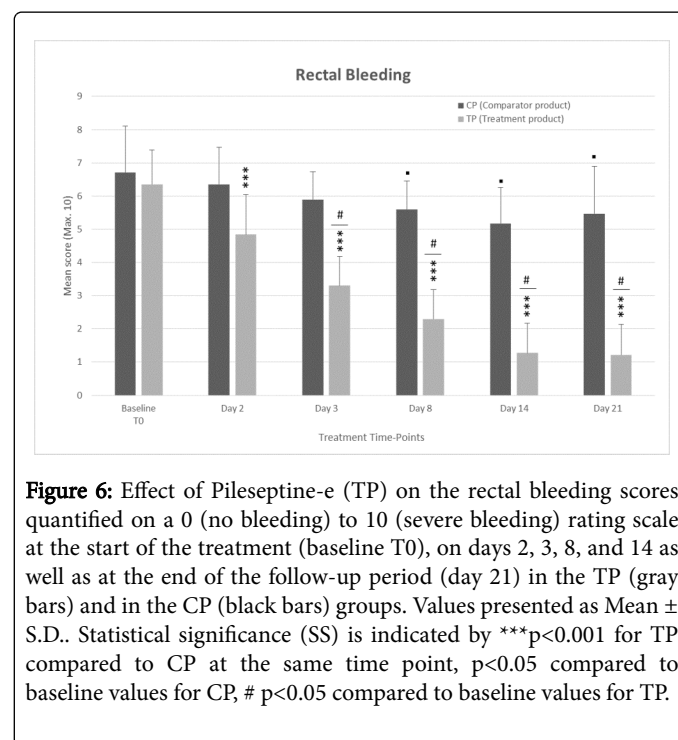 Rectal Bleeding
■ CP (Comparator product)
■ TP (Treatment product)
Mean score (Max. 10)
9
8
7
6
5
4
3
2
1
0
***
#
***
▪
#
***
▪
#
***
▪
#
***
Baseline T0
Day 2
Day 3
Day 8
Day 14
Day 21
Treatment Time-Points
Figure 6: Effect of Pileseptine-e (TP) on the rectal bleeding scores
quantified on a 0 (no bleeding) to 10 (severe bleeding) rating scale
at the start of the treatment (baseline T0), on days 2, 3, 8, and 14 as
well as at the end of the follow-up period (day 21) in the TP (gray
bars) and in the CP (black bars) groups. Values presented as Mean ±
S.D.. Statistical significance (SS) is indicated by ***p<0.001 for TP
compared to CP at the same time point, p<0.05 compared to
baseline values for CP, # p<0.05 compared to baseline values for TP.